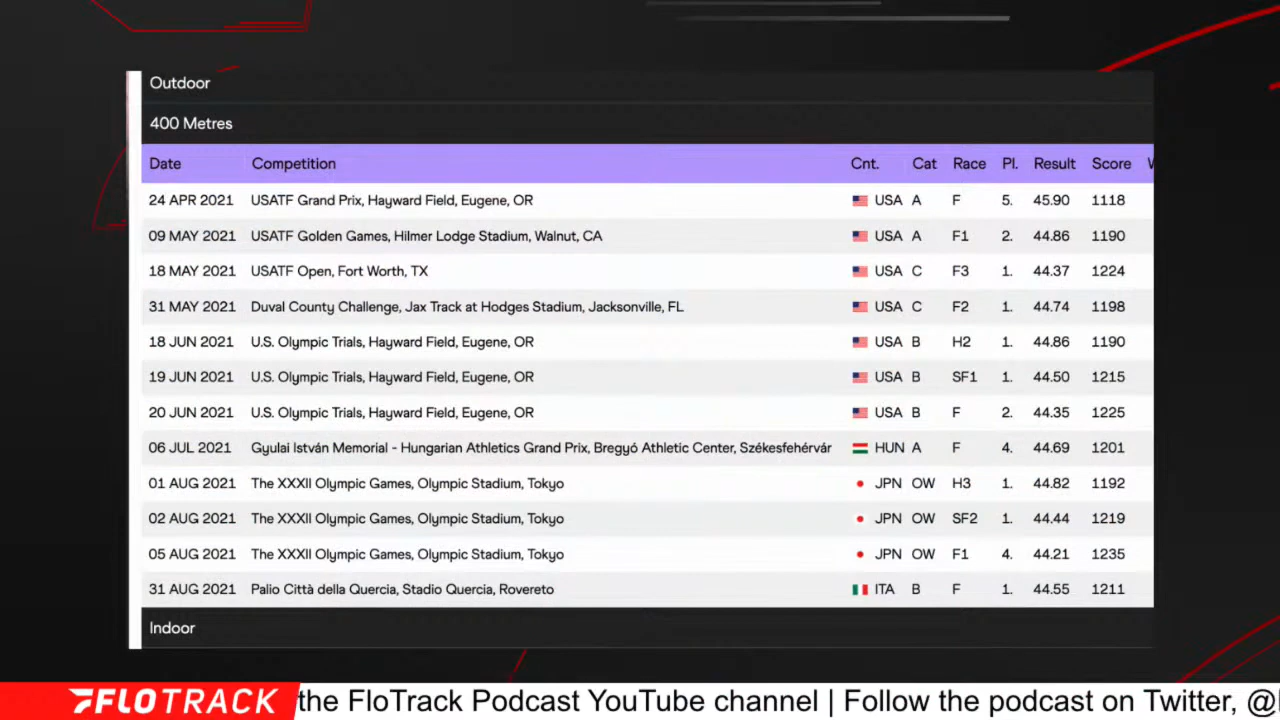 Outdoor
400 Metres
Date Competition Cnt. Cat Race Pl. Result Score
24 APR 2021 USATF Grand Prix, Hayward Field, Eugene, OR USA A F 5. 45.90 1118
09 MAY 2021 USATF Golden Games, Hilmer Lodge Stadium, Walnut, CA USA A F1 2. 44.86 1190
18 MAY 2021 USATF Open, Fort Worth, TX USA C F3 1. 44.37 1224
31 MAY 2021 Duval County Challenge, Jax Track at Hodges Stadium, Jacksonville, FL USA C F2 1. 44.74 1198
18 JUN 2021 U.S. Olympic Trials, Hayward Field, Eugene, OR USA B H2 1. 44.86 1190
19 JUN 2021 U.S. Olympic Trials, Hayward Field, Eugene, OR USA B SF1 1. 44.50 1215
20 JUN 2021 U.S. Olympic Trials, Hayward Field, Eugene, OR USA B F 2. 44.35 1225
06 JUL 2021 Gyulai István Memorial - Hungarian Athletics Grand Prix, Bregyó Athletic Center, Székesfehérvár HUN A F 4. 44.69 1201
01 AUG 2021 The XXXII Olympic Games, Olympic Stadium, Tokyo JPN OW H3 1. 44.82 1192
02 AUG 2021 The XXXII Olympic Games, Olympic Stadium, Tokyo JPN OW SF2 1. 44.44 1219
05 AUG 2021 The XXXII Olympic Games, Olympic Stadium, Tokyo JPN OW F1 4. 44.21 1235
31 AUG 2021 Palio Città della Quercia, Stadio Quercia, Rovereto ITA B F 1. 44.55 1211
Indoor
FLOTRACK the FloTrack Podcast YouTube channel | Follow the podcast on Twitter, @